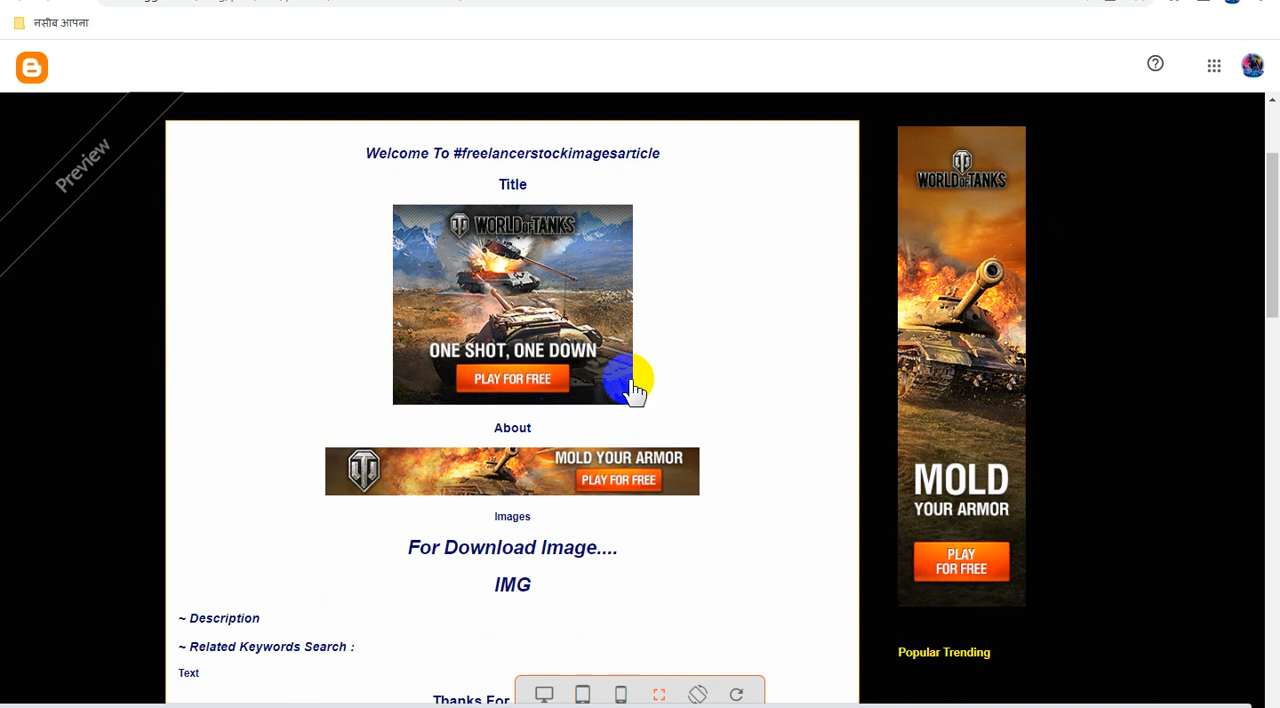 नसीब आपना
Preview
Welcome To #freelancerstockimagesarticle
Title
WORLD OF TANKS
ONE SHOT, ONE DOWN
PLAY FOR FREE
About
MOLD YOUR ARMOR
PLAY FOR FREE
Images
For Download Image....
IMG
~ Description
~ Related Keywords Search :
Text
Thanks For
WORLD OF TANKS
MOLD
YOUR ARMOR
PLAY
FOR FREE
Popular Trending